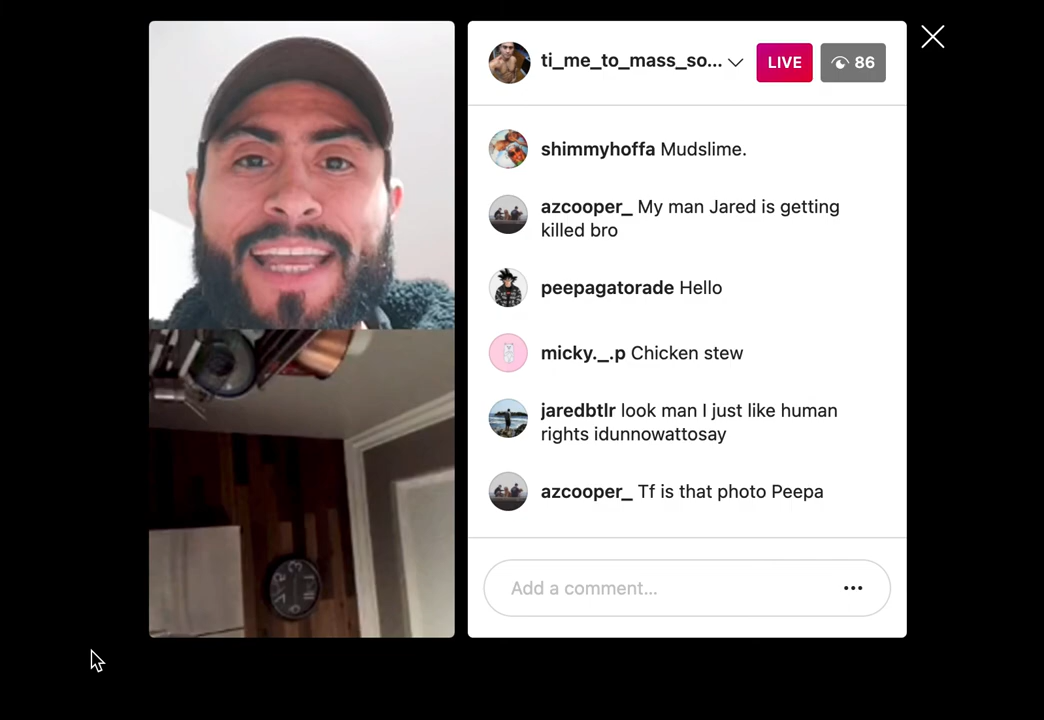 ti_me_to_mass_so...
LIVE
86
shimmyhoffa Mudslime.
azcooper_ My man Jared is getting
killed bro
peepagatorade Hello
micky._.p Chicken stew
jaredbtlr look man I just like human
rights idunnowattosay
azcooper_ Tf is that photo Peepa
Add a comment...